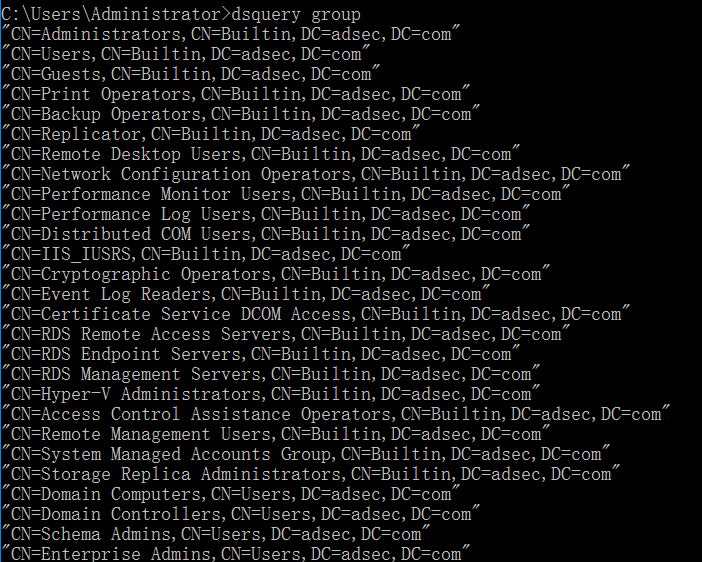 C:\Users\Administrator>dsquery group
"CN=Administrators,CN=Builtin,DC=adsec,DC=com"
"CN=Users,CN=Builtin,DC=adsec,DC=com"
"CN=Guests,CN=Builtin,DC=adsec,DC=com"
"CN=Print Operators,CN=Builtin,DC=adsec,DC=com"
"CN=Backup Operators,CN=Builtin,DC=adsec,DC=com"
"CN=Replicator,CN=Builtin,DC=adsec,DC=com"
"CN=Remote Desktop Users,CN=Builtin,DC=adsec,DC=com"
"CN=Network Configuration Operators,CN=Builtin,DC=adsec,DC=com"
"CN=Performance Monitor Users,CN=Builtin,DC=adsec,DC=com"
"CN=Performance Log Users,CN=Builtin,DC=adsec,DC=com"
"CN=Distributed COM Users,CN=Builtin,DC=adsec,DC=com"
"CN=IIS_IUSRS,CN=Builtin,DC=adsec,DC=com"
"CN=Cryptographic Operators,CN=Builtin,DC=adsec,DC=com"
"CN=Event Log Readers,CN=Builtin,DC=adsec,DC=com"
"CN=Certificate Service DCOM Access,CN=Builtin,DC=adsec,DC=com"
"CN=RDS Remote Access Servers,CN=Builtin,DC=adsec,DC=com"
"CN=RDS Endpoint Servers,CN=Builtin,DC=adsec,DC=com"
"CN=RDS Management Servers,CN=Builtin,DC=adsec,DC=com"
"CN=Hyper-V Administrators,CN=Builtin,DC=adsec,DC=com"
"CN=Access Control Assistance Operators,CN=Builtin,DC=adsec,DC=com"
"CN=Remote Management Users,CN=Builtin,DC=adsec,DC=com"
"CN=System Managed Accounts Group,CN=Builtin,DC=adsec,DC=com"
"CN=Storage Replica Administrators,CN=Builtin,DC=adsec,DC=com"
"CN=Domain Computers,CN=Users,DC=adsec,DC=com"
"CN=Domain Controllers,CN=Users,DC=adsec,DC=com"
"CN=Schema Admins,CN=Users,DC=adsec,DC=com"
"CN=Enterprise Admins,CN=Users,DC=adsec,DC=com"